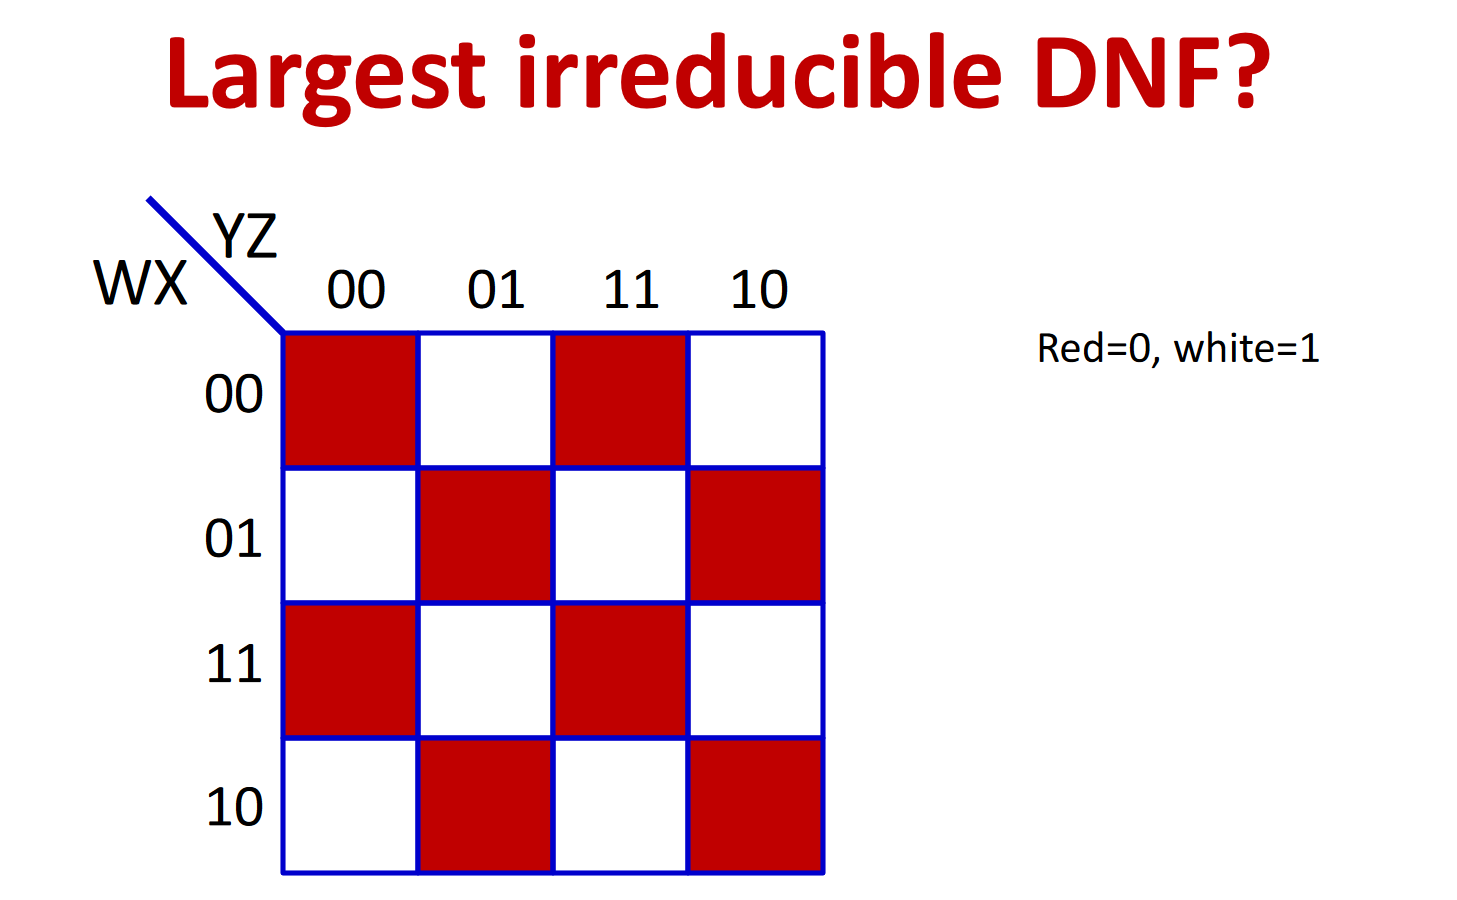 Largest irreducible DNF?
YZ
WX
00 01 11 10
Red=0, white=1
00
01
11
10